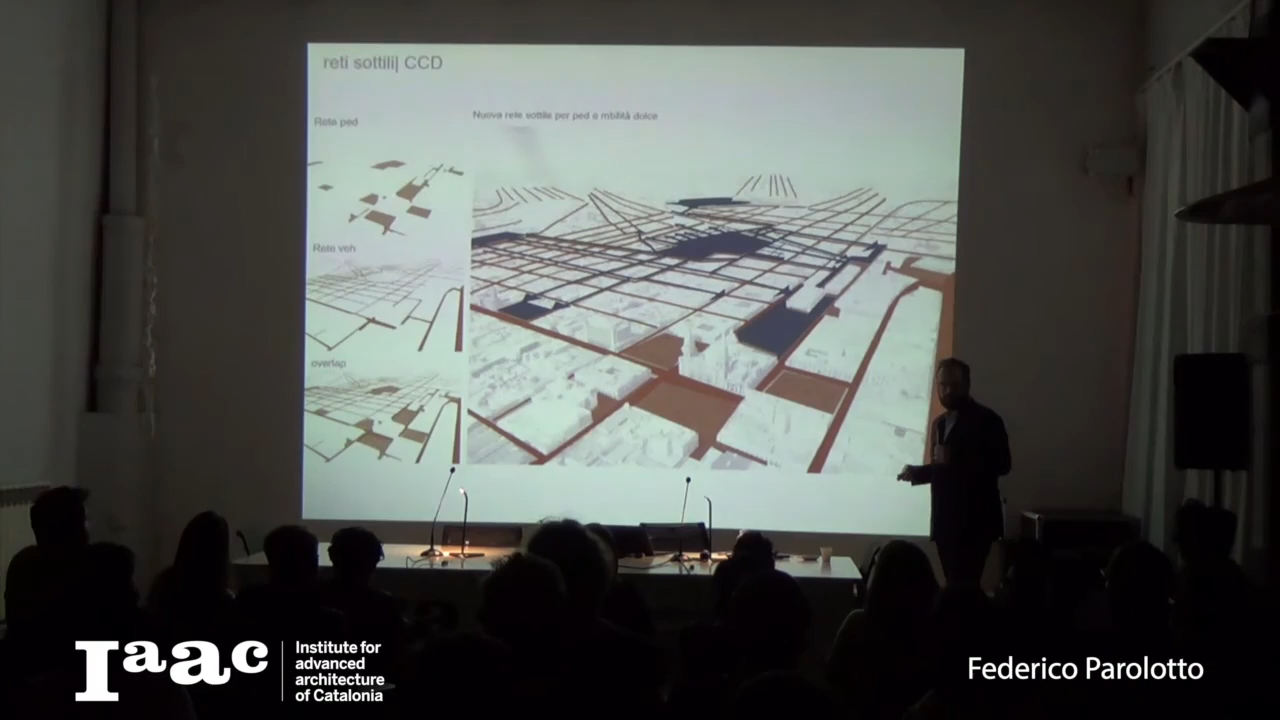 reti sottili| CCD
Rete ped
Nuova rete sottile per ped e mbilità dolce
Rete veh
overlap
Iaac
Institute for
advanced
architecture
of Catalonia
Federico Parolotto